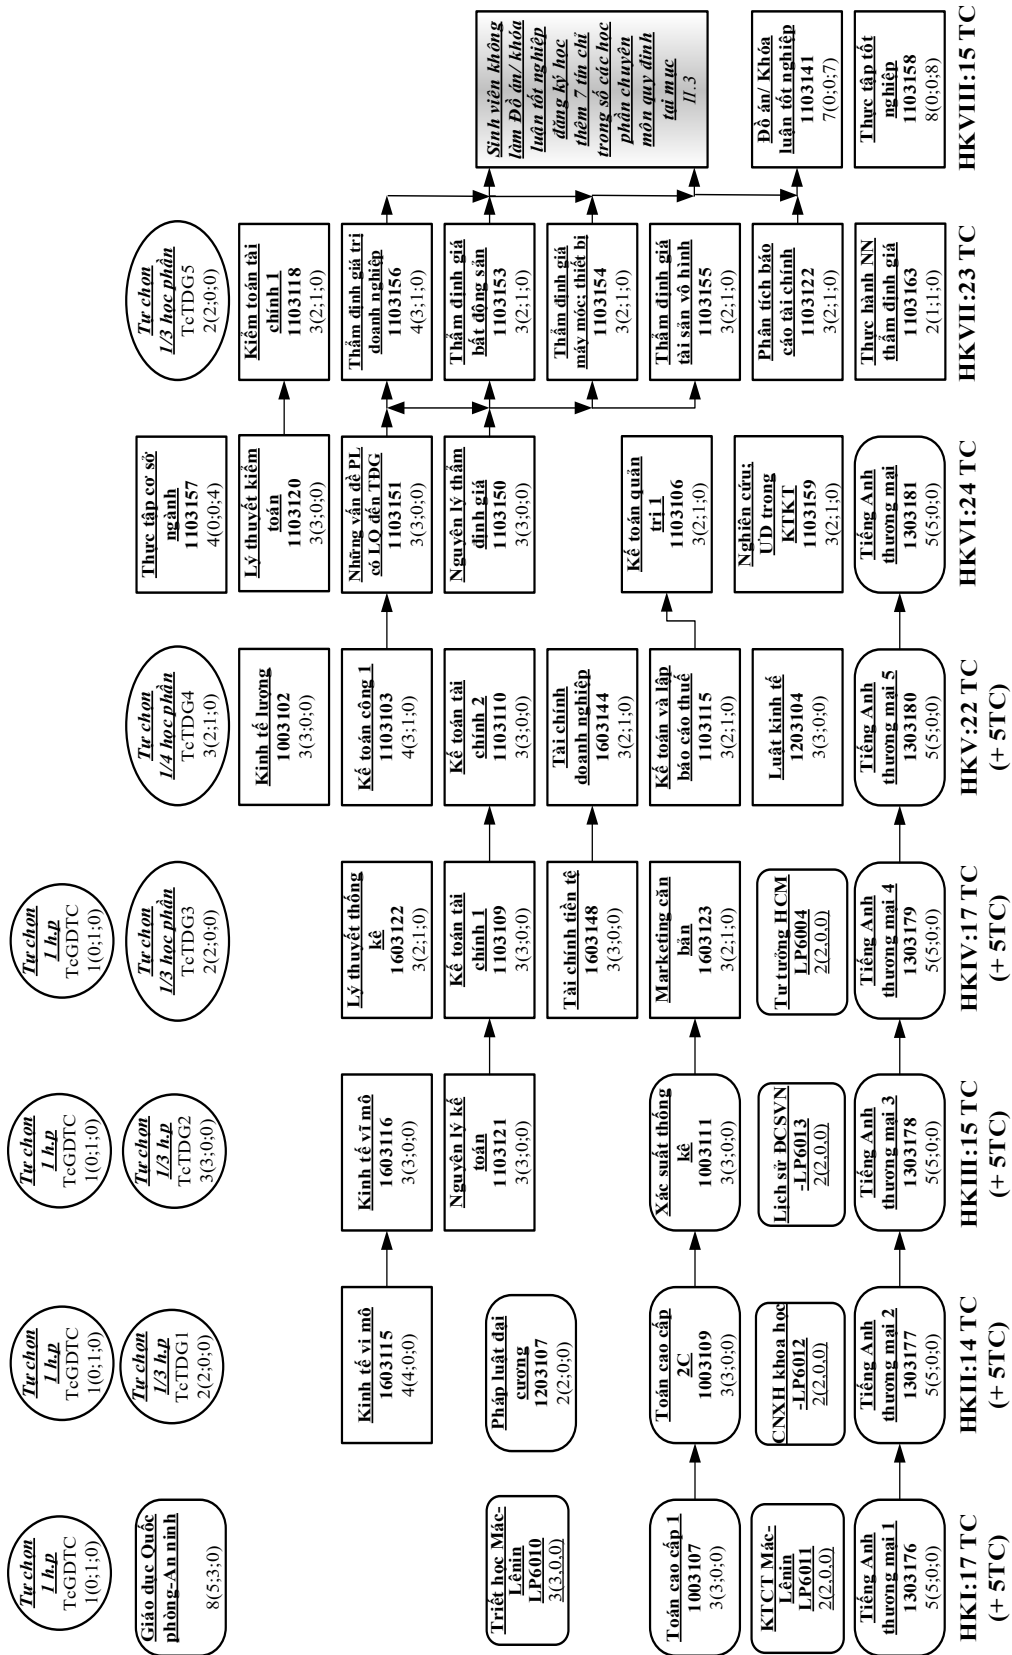 Tự chọn
1 h.p
TcGDTC
1(0;1;0)
Giáo dục Quốc
phòng-An ninh
8(5;3;0)
Triết học Mác-
Lênin
LP6010
3(3,0,0)
Toán cao cấp 1
1003107
3(3;0;0)
KTCT Mác-
Lênin
LP6011
2(2,0,0)
Tiếng Anh
thương mại 1
1303176
5(5;0;0)
HKI:17 TC
(+ 5TC)
Tự chọn
1 h.p
TcGDTC
1(0;1;0)
Tự chọn
1/3 h.p
TcTDG1
2(2;0;0)
Kinh tế vi mô
1603115
4(4;0;0)
Pháp luật đại
cương
1203107
2(2;0;0)
Toán cao cấp
2C
1003109
3(3;0;0)
CNXH khoa học
-LP6012
2(2,0,0)
Tiếng Anh
thương mại 2
1303177
5(5;0;0)
HKII:14 TC
(+ 5TC)
Tự chọn
1 h.p
TcGDTC
1(0;1;0)
Tự chọn
1/3 h.p
TcTDG2
3(3;0;0)
Kinh tế vĩ mô
1603116
3(3;0;0)
Nguyên lý kế
toán
1103121
3(3;0;0)
Xác suất thống
kê
1003111
3(3;0;0)
Lịch sử ĐCSVN
-LP6013
2(2,0,0)
Tiếng Anh
thương mại 3
1303178
5(5;0;0)
HKIII:15 TC
(+ 5TC)
Tự chọn
1 h.p
TcGDTC
1(0;1;0)
Tự chọn
1/3 học phần
TcTDG3
2(2;0;0)
Lý thuyết thống
kê
1603122
3(2;1;0)
Kế toán tài
chính 1
1103109
3(3;0;0)
Tài chính tiền tệ
1603148
3(3;0;0)
Marketing căn
bản
1603123
3(2;1;0)
Tư tưởng HCM
LP6004
2(2,0,0)
Tiếng Anh
thương mại 4
1303179
5(5;0;0)
HKIV:17 TC
(+ 5TC)
Tự chọn
1/4 học phần
TcTDG4
3(2;1;0)
Kinh tế lượng
1003102
3(3;0;0)
Kế toán công 1
1103103
4(3;1;0)
Kế toán tài
chính 2
1103110
3(3;0;0)
Tài chính
doanh nghiệp
1603144
3(2;1;0)
Kế toán và lập
báo cáo thuế
1103115
3(2;1;0)
Luật kinh tế
1203104
3(3;0;0)
Tiếng Anh
thương mại 5
1303180
5(5;0;0)
HKV:22 TC
(+ 5TC)
Thực tập cơ sở
ngành
1103157
4(0;0;4)
Lý thuyết kiểm
toán
1103120
3(3;0;0)
Những vấn đề PL
có LQ đến TĐG
1103151
3(3;0;0)
Nguyên lý thẩm
định giá
1103150
3(3;0;0)
Kế toán quản
trị 1
1103106
3(2;1;0)
Nghiên cứu;
ƯD trong
KTKT
1103159
3(2;1;0)
Tiếng Anh
thương mại
1303181
5(5;0;0)
HKVI:24 TC
Tự chọn
1/3 học phần
TcTDG5
2(2;0;0)
Kiểm toán tài
chính 1
1103118
3(2;1;0)
Thẩm định giá trị
doanh nghiệp
1103156
4(3;1;0)
Thẩm định giá
bất động sản
1103153
3(2;1;0)
Thẩm định giá
máy móc; thiết bị
1103154
3(2;1;0)
Thẩm định giá
tài sản vô hình
1103155
3(2;1;0)
Phân tích báo
cáo tài chính
1103122
3(2;1;0)
Thực hành NN
thẩm định giá
1103163
2(1;1;0)
HKVII:23 TC
Sinh viên không
làm Đồ án/ khóa
luận tốt nghiệp
đăng ký học
thêm 7 tín chỉ
trong số các học
phần chuyên
môn quy định
tại mục
II.3
Đồ án/ Khóa
luận tốt nghiệp
1103141
7(0;0;7)
Thực tập tốt
nghiệp
1103158
8(0;0;8)
HKVIII:15 TC